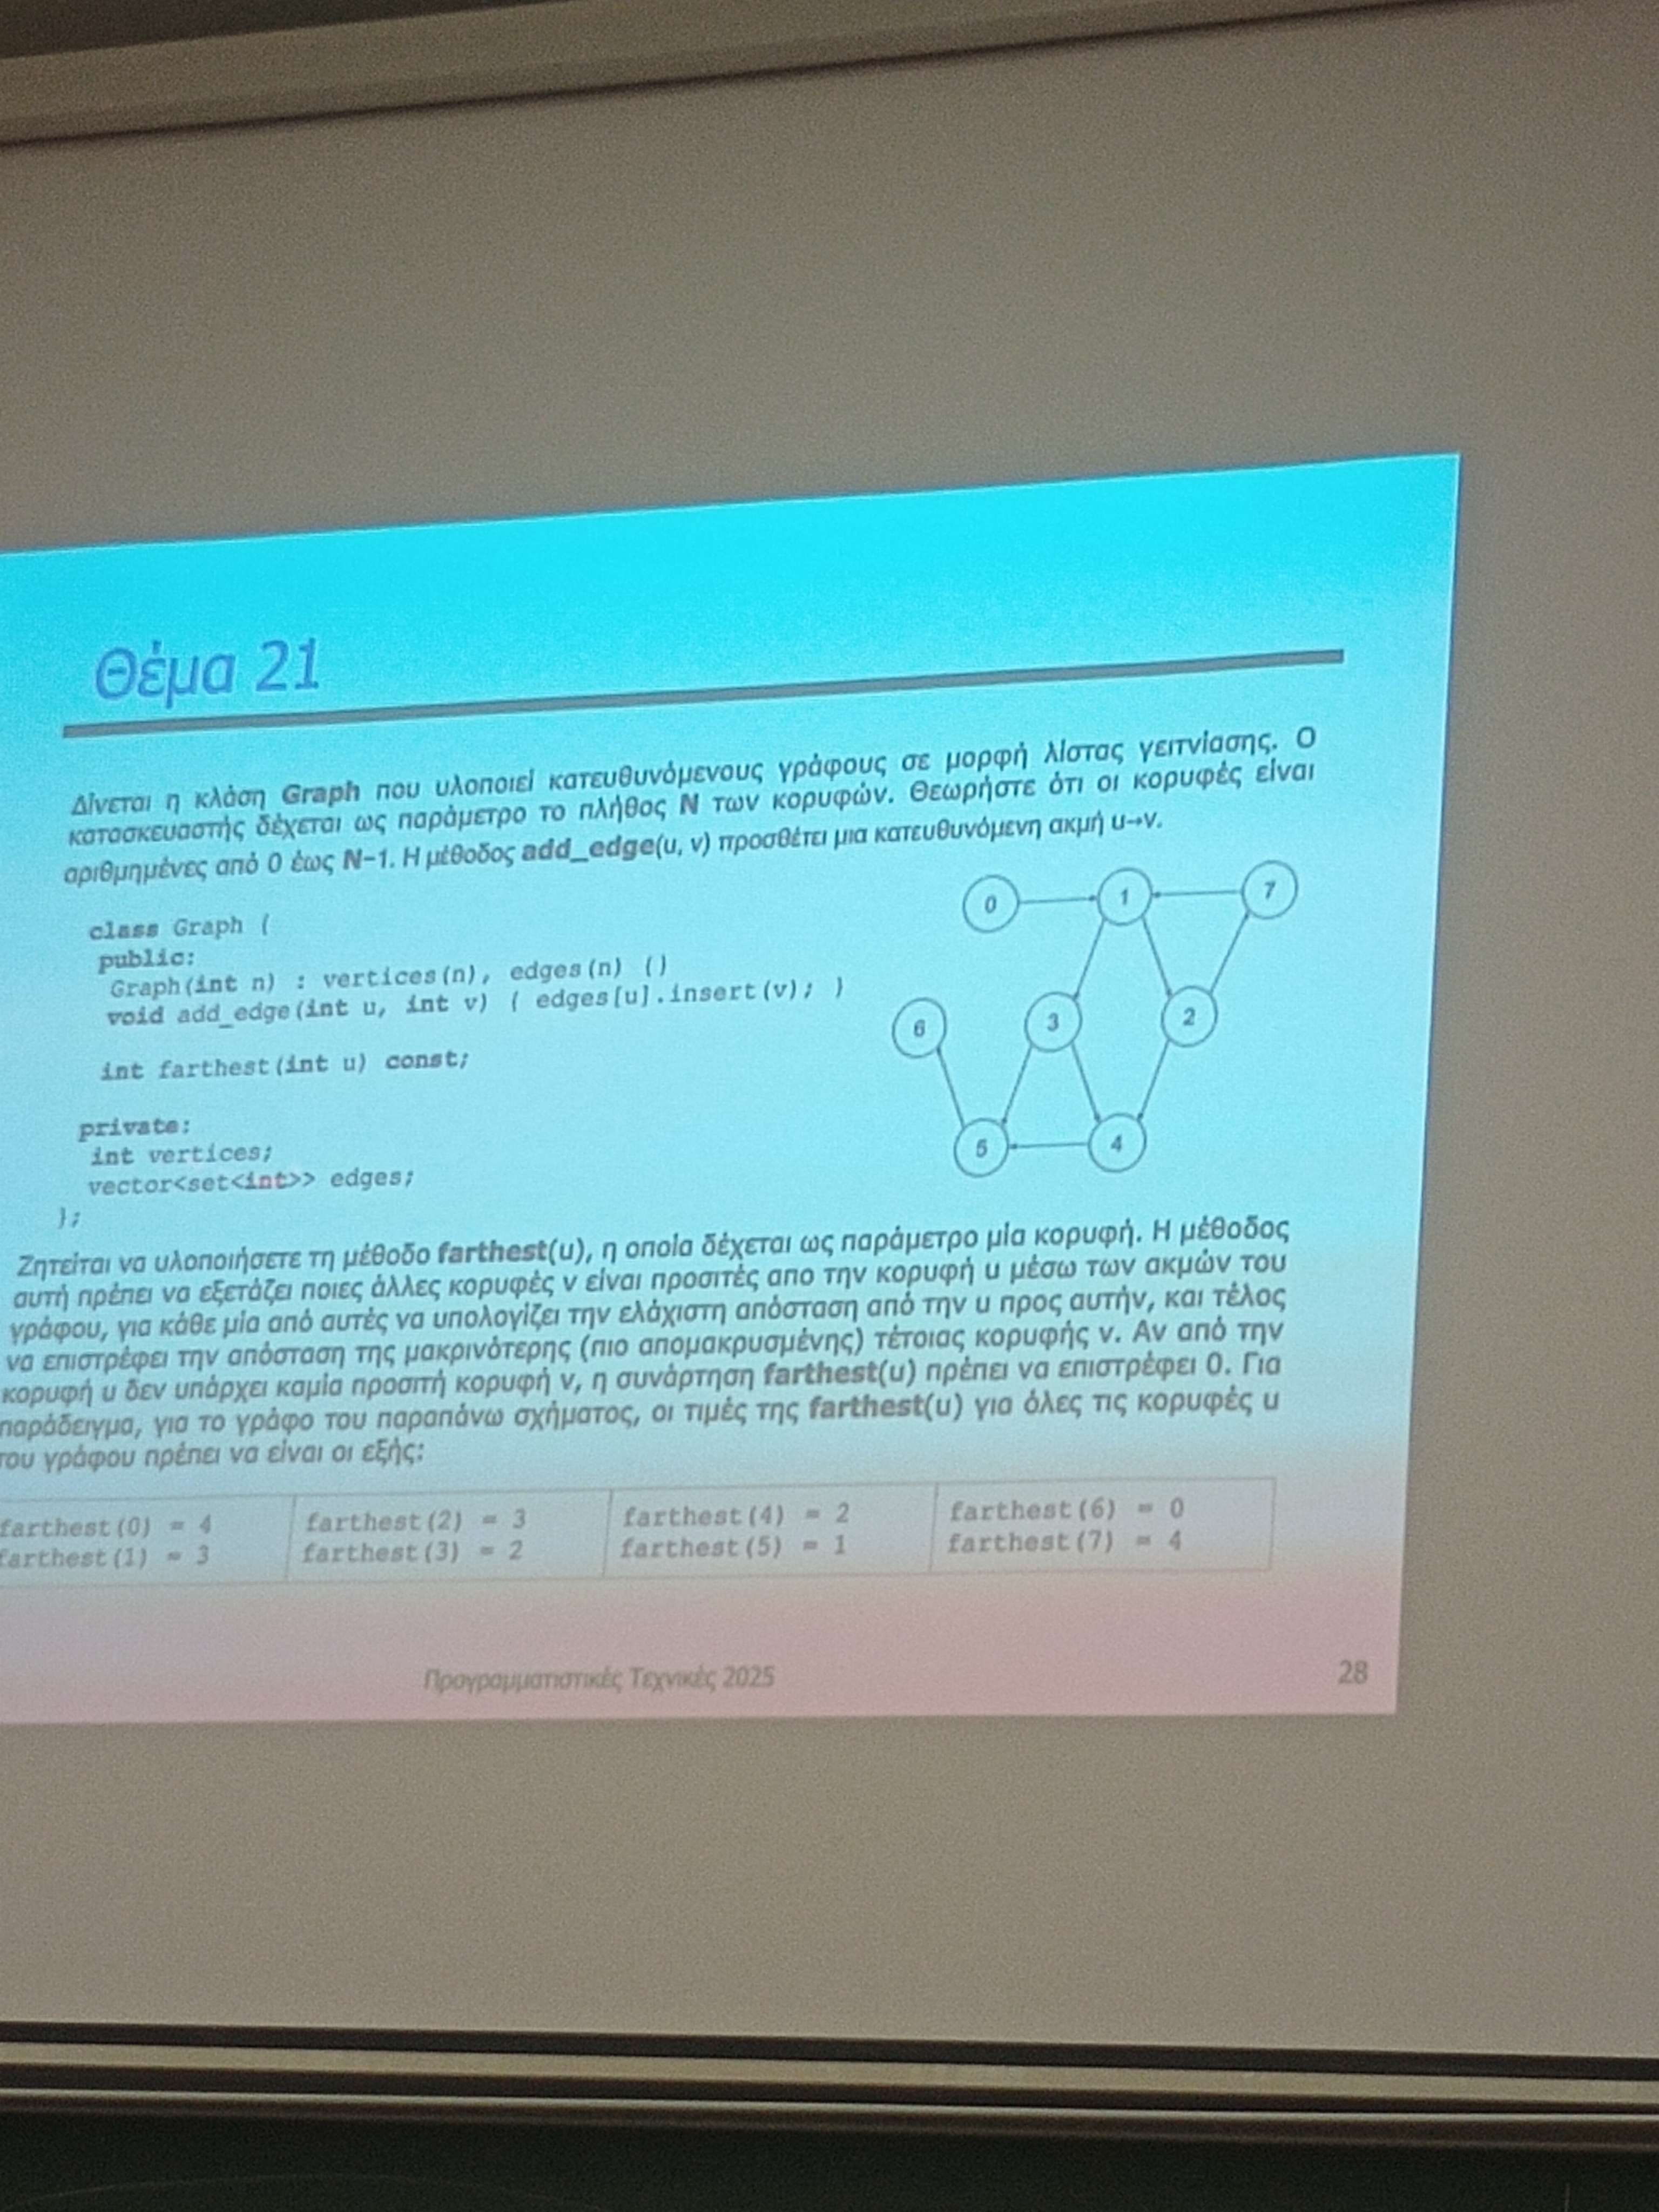 Θέμα 21
Δίνεται η κλάση Graph που υλοποιεί κατευθυνόμενους γράφους σε μορφή λίστας γειτνίασης. Ο
κατασκευαστής δέχεται ως παράμετρο το πλήθος N των κορυφών. Θεωρήστε ότι οι κορυφές είναι
αριθμημένες από 0 έως N-1. Η μέθοδος add_edge(u, v) προσθέτει μια κατευθυνόμενη ακμή u→v.
class Graph {
public:
Graph(int n) : vertices(n), edges(n) {}
void add_edge(int u, int v) { edges[u].insert(v); }
int farthest(int u) const;
private:
int vertices;
vector<set<int>> edges;
};
0
1
7
6
3
2
5
4
Ζητείται να υλοποιήσετε τη μέθοδο farthest(u), η οποία δέχεται ως παράμετρο μία κορυφή. Η μέθοδος
αυτή πρέπει να εξετάζει ποιες άλλες κορυφές v είναι προσιτές απο την κορυφή u μέσω των ακμών του
γράφου, για κάθε μία από αυτές να υπολογίζει την ελάχιστη απόσταση από την u προς αυτήν, και τέλος
να επιστρέφει την απόσταση της μακρινότερης (πιο απομακρυσμένης) τέτοιας κορυφής v. Αν από την
κορυφή u δεν υπάρχει καμία προσιτή κορυφή v, η συνάρτηση farthest(u) πρέπει να επιστρέφει 0. Για
παράδειγμα, για το γράφο του παραπάνω σχήματος, οι τιμές της farthest(u) για όλες τις κορυφές u
του γράφου πρέπει να είναι οι εξής:
farthest(0) = 4 farthest(2) = 3 farthest(4) = 2 farthest(6) = 0
farthest(1) = 3 farthest(3) = 2 farthest(5) = 1 farthest(7) = 4
Προγραμματιστικές Τεχνικές 2025
28